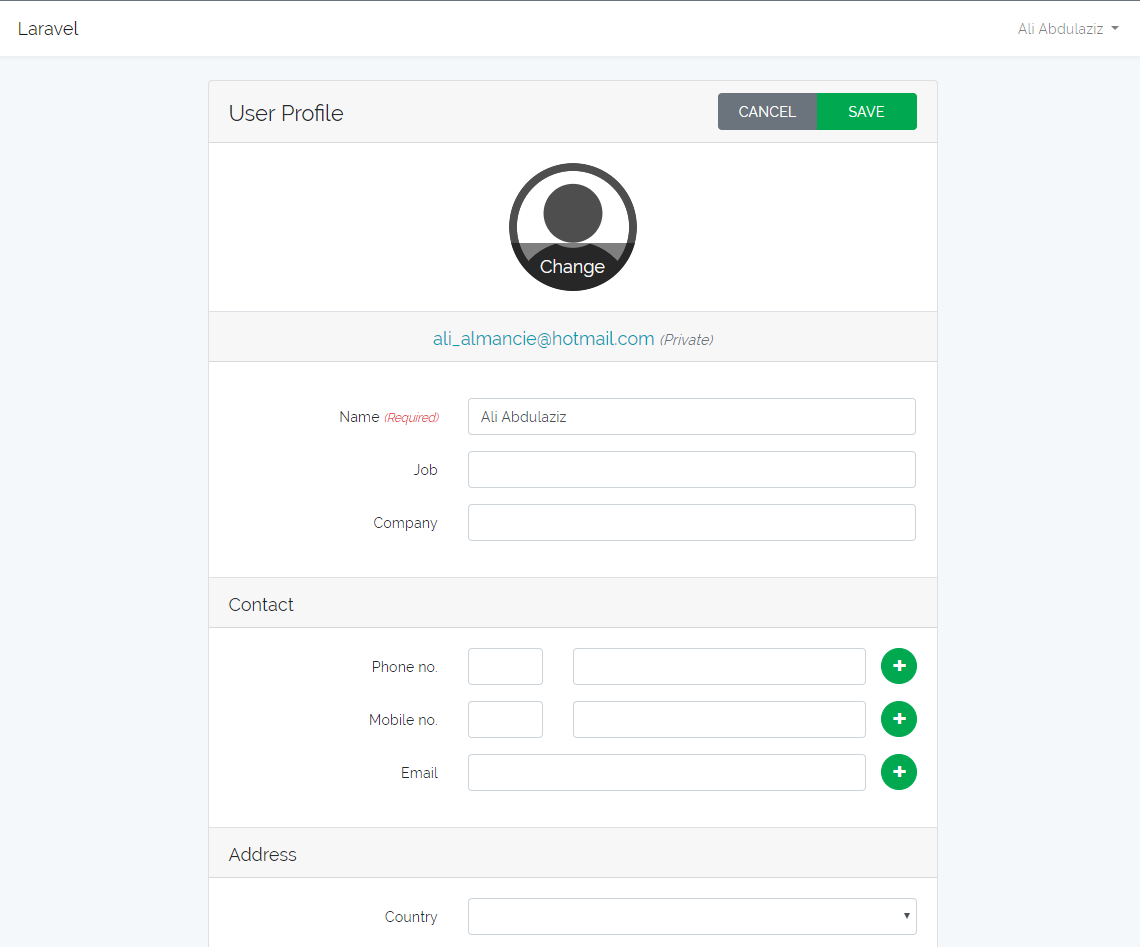 Laravel
Ali Abdulaziz
User Profile
CANCEL
SAVE
Change
ali_almancie@hotmail.com (Private)
Name (Required)
Ali Abdulaziz
Job
Company
Contact
Phone no.
Mobile no.
Email
Address
Country